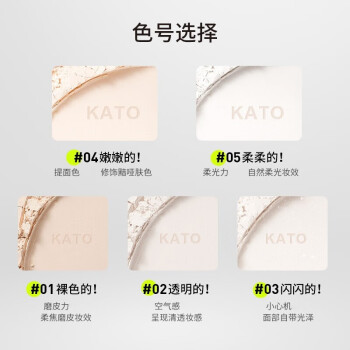 色号选择
KATO
KATO
#04嫩嫩的!
#05柔柔的!
提面色 修饰黯哑肤色
柔光力 自然柔光妆效
KATO
KATO
KATO
#01裸色的!
#02透明的!
#03闪闪的!
磨皮力
空气感
小心机
柔焦磨皮妆效
呈现清透妆感
面部自带光泽